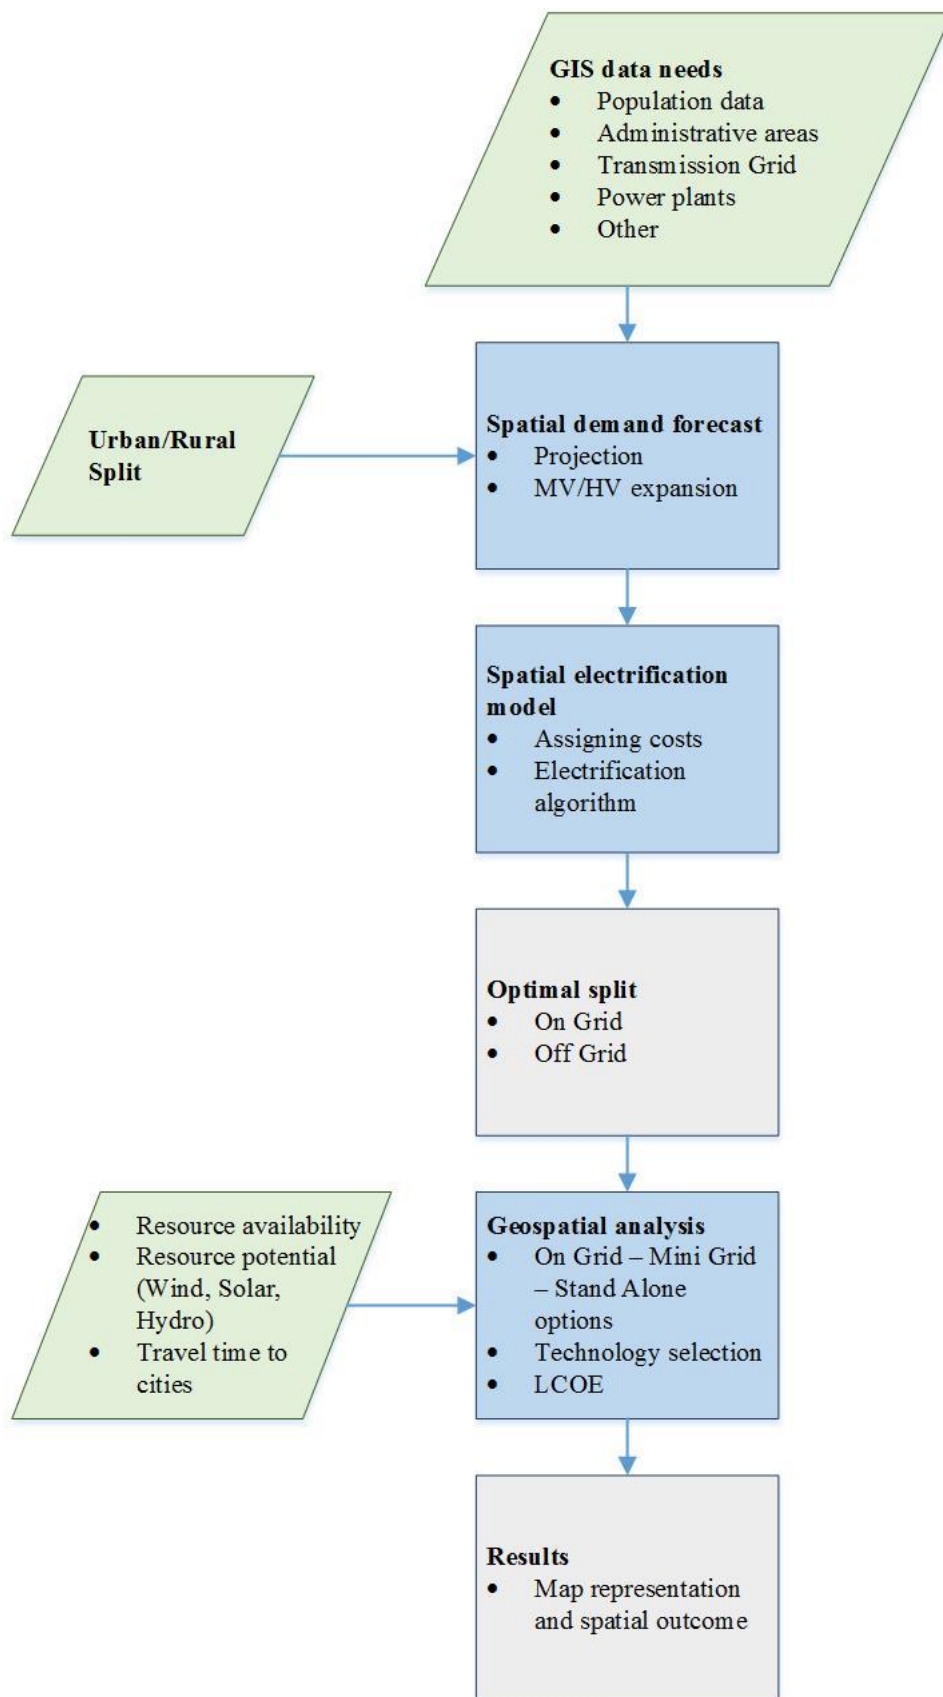 GIS data needs
• Population data
• Administrative areas
• Transmission Grid
• Power plants
• Other
Urban/Rural
Split
Spatial demand forecast
• Projection
• MV/HV expansion
Spatial electrification
model
• Assigning costs
• Electrification
algorithm
Optimal split
• On Grid
• Off Grid
• Resource availability
• Resource potential
(Wind, Solar,
Hydro)
• Travel time to
cities
Geospatial analysis
• On Grid – Mini Grid
– Stand Alone
options
• Technology selection
• LCOE
Results
• Map representation
and spatial outcome